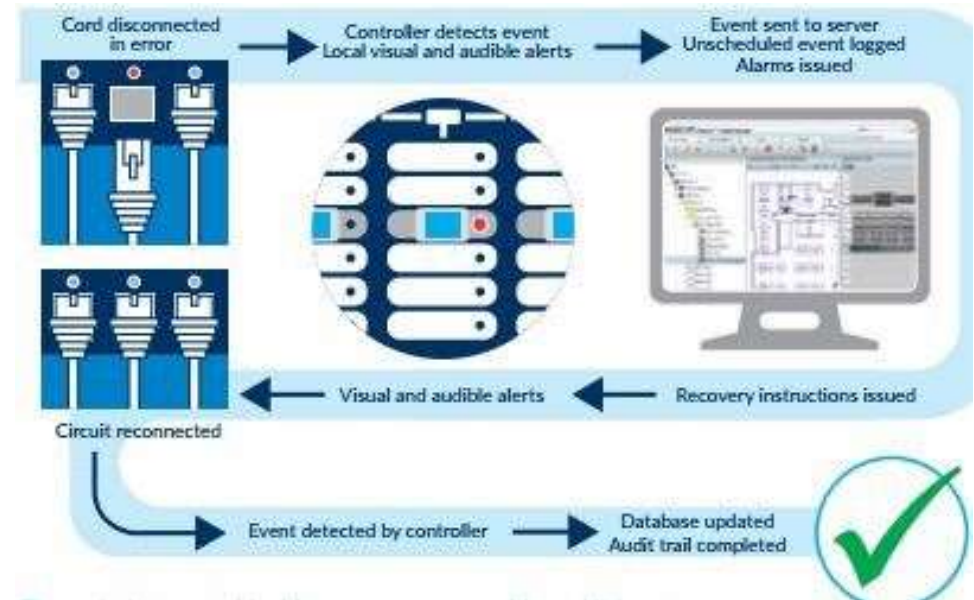 Cord disconnected
in error
Controller detects event
Local visual and audible alerts
Event sent to server
Unscheduled event logged
Alarms issued
Recovery instructions issued
Visual and audible alerts
Circuit reconnected
Event detected by controller
Database updated
Audit trail completed